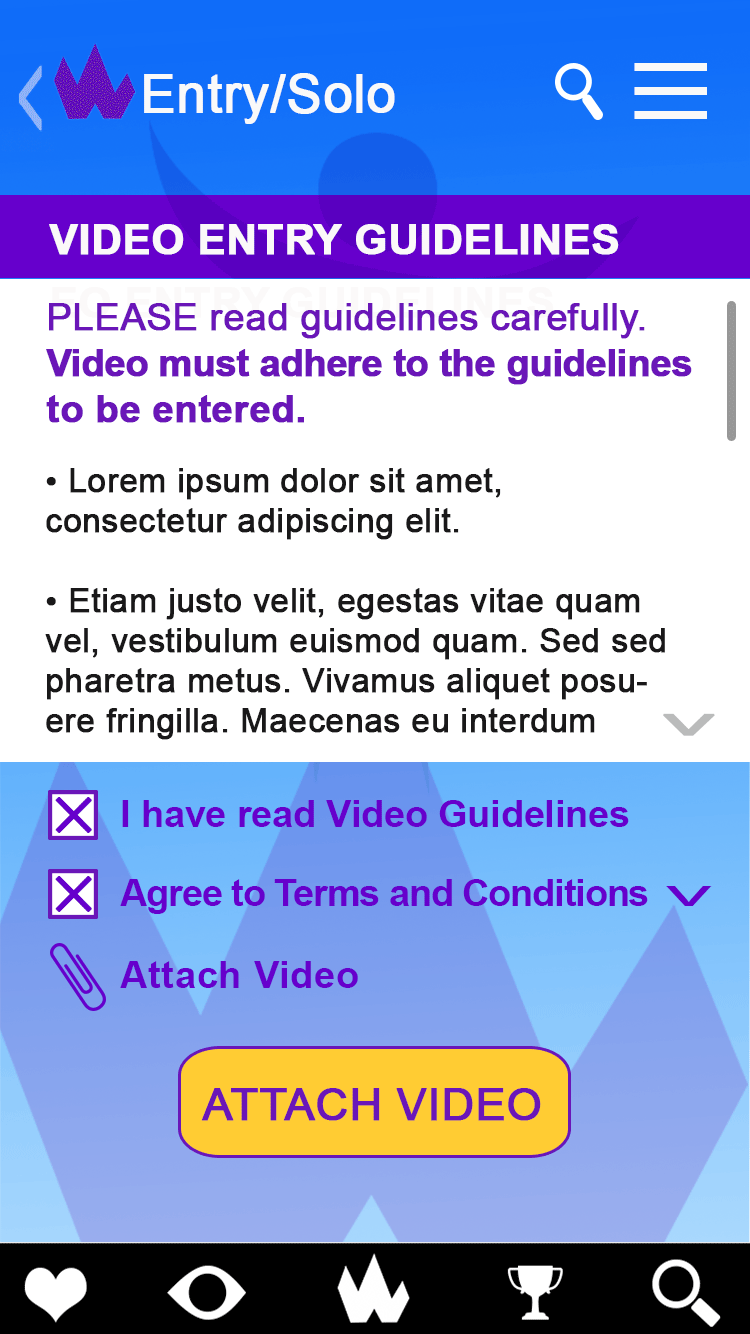 Entry/Solo
VIDEO ENTRY GUIDELINES
PLEASE read guidelines carefully.
Video must adhere to the guidelines
to be entered.
• Lorem ipsum dolor sit amet,
consectetur adipiscing elit.
• Etiam justo velit, egestas vitae quam
vel, vestibulum euismod quam. Sed sed
pharetra metus. Vivamus aliquet posu-
ere fringilla. Maecenas eu interdum
I have read Video Guidelines
Agree to Terms and Conditions
Attach Video
ATTACH VIDEO